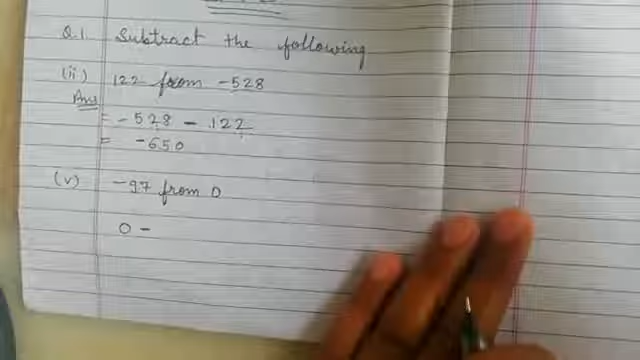 Q.1 Subtract the following
(ii) 122 from -528
Ans
= -528 - 122
= -650
(v) -97 from 0
0 -